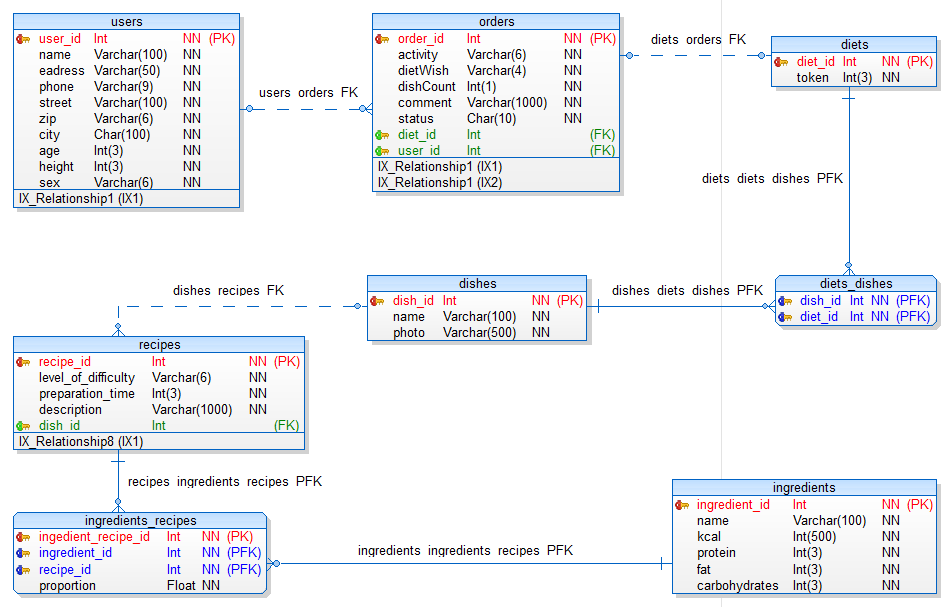 users
user_id Int NN (PK)
name Varchar(100) NN
eadress Varchar(50) NN
phone Varchar(9) NN
street Varchar(100) NN
zip Varchar(6) NN
city Char(100) NN
age Int(3) NN
height Int(3) NN
sex Varchar(6) NN
IX_Relationship1 (IX1)
users orders FK
orders
order_id Int NN (PK)
activity Varchar(6) NN
dietWish Varchar(4) NN
dishCount Int(1) NN
comment Varchar(1000) NN
status Char(10) NN
diet_id Int (FK)
user_id Int (FK)
IX_Relationship1 (IX1)
IX_Relationship1 (IX2)
diets orders FK
diets
diet_id Int NN (PK)
token Int(3) NN
diets diets dishes PFK
dishes recipes FK
dishes
dish_id Int NN (PK)
name Varchar(100) NN
photo Varchar(500) NN
dishes diets dishes PFK
diets_dishes
dish_id Int NN (PFK)
diet_id Int NN (PFK)
recipes
recipe_id Int NN (PK)
level_of_difficulty Varchar(6) NN
preparation_time Int(3) NN
description Varchar(1000) NN
dish_id Int (FK)
IX_Relationship8 (IX1)
recipes ingredients recipes PFK
ingredients_recipes
ingedient_recipe_id Int NN (PK)
ingredient_id Int NN (PFK)
recipe_id Int NN (PFK)
proportion Float NN
ingredients ingredients recipes PFK
ingredients
ingredient_id Int NN (PK)
name Varchar(100) NN
kcal Int(500) NN
protein Int(3) NN
fat Int(3) NN
carbohydrates Int(3) NN